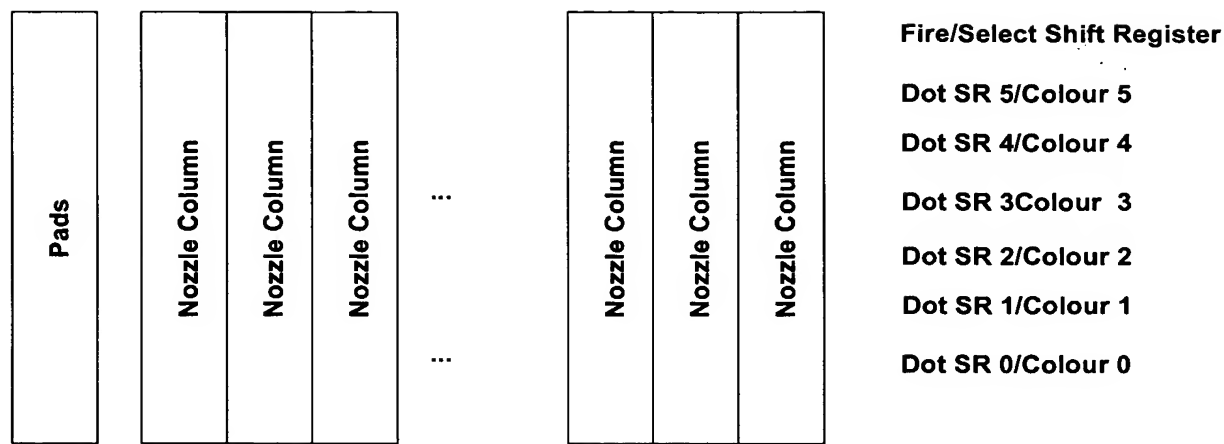 Pads
Nozzle Column
Nozzle Column
Nozzle Column
...
...
Nozzle Column
Nozzle Column
Nozzle Column
Fire/Select Shift Register
Dot SR 5/Colour 5
Dot SR 4/Colour 4
Dot SR 3Colour 3
Dot SR 2/Colour 2
Dot SR 1/Colour 1
Dot SR 0/Colour 0